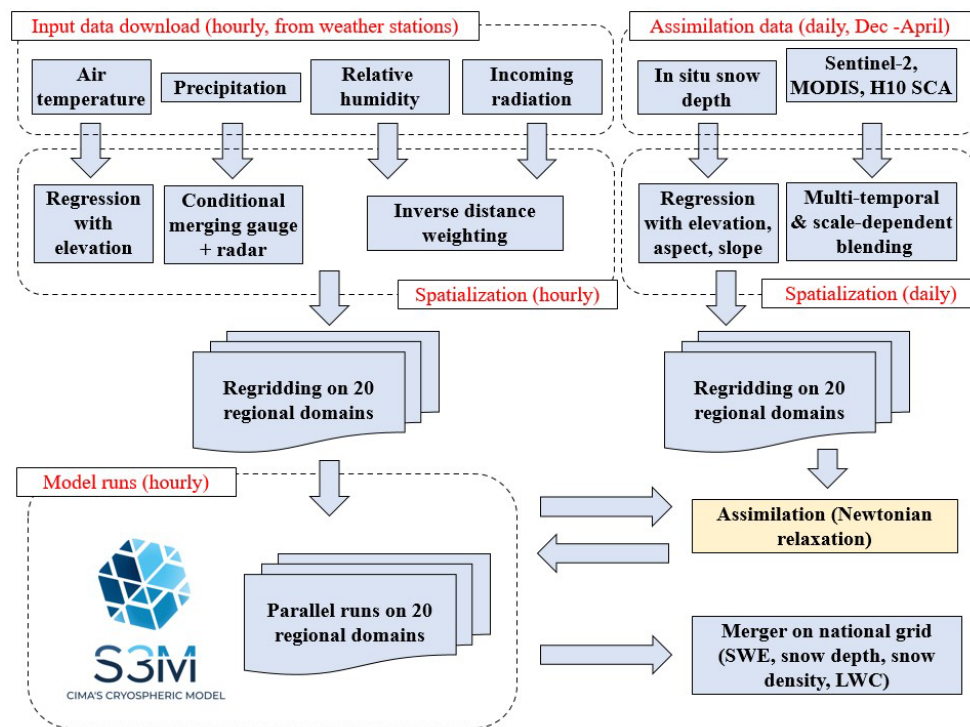 Input data download (hourly, from weather stations)
Assimilation data (daily, Dec -April)
Air
temperature
Precipitation
Relative
humidity
Incoming
radiation
In situ snow
depth
Sentinel-2,
MODIS, H10 SCA
Regression
with
elevation
Conditional
merging gauge
+ radar
Inverse distance
weighting
Regression
with elevation,
aspect, slope
Multi-temporal
& scale-dependent
blending
Spatialization (hourly)
Spatialization (daily)
Regridding on 20
regional domains
Regridding on 20
regional domains
Model runs (hourly)
Assimilation (Newtonian
relaxation)
Parallel runs on 20
regional domains
S3M
CIMA'S CRYOSPHERIC MODEL
Merger on national grid
(SWE, snow depth, snow
density, LWC)